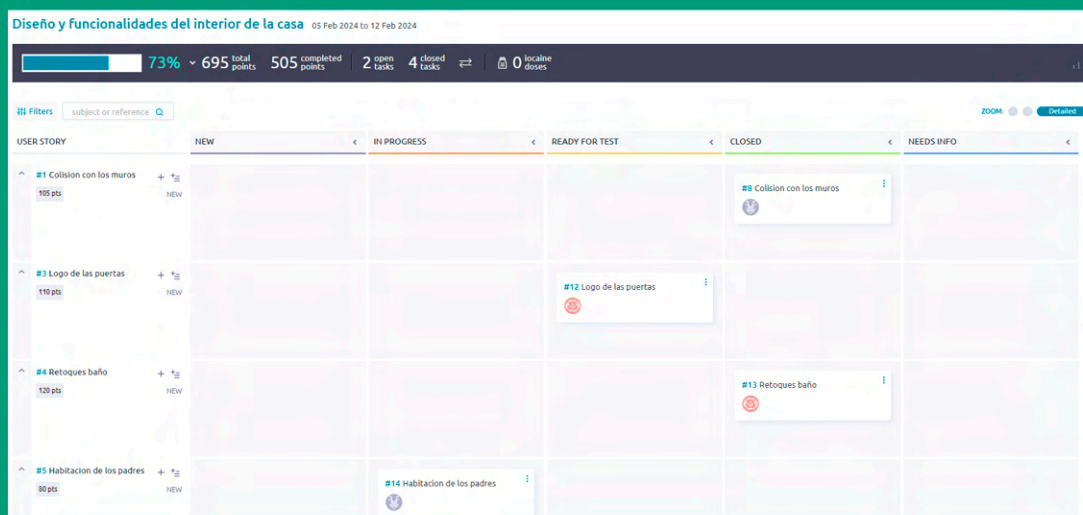 Diseño y funcionalidades del interior de la casa 05 Feb 2024 to 12 Feb 2024
73% 695 total points 505 completed points 2 open tasks 4 closed tasks 0 iocaine doses
Filters subject or reference ZOOM: Detailed
USER STORY NEW IN PROGRESS READY FOR TEST CLOSED NEEDS INFO
#1 Colision con los muros
105 pts NEW
#8 Colision con los muros
#3 Logo de las puertas
110 pts NEW
#12 Logo de las puertas
#4 Retoques baño
120 pts NEW
#13 Retoques baño
#5 Habitacion de los padres
80 pts NEW
#14 Habitacion de los padres